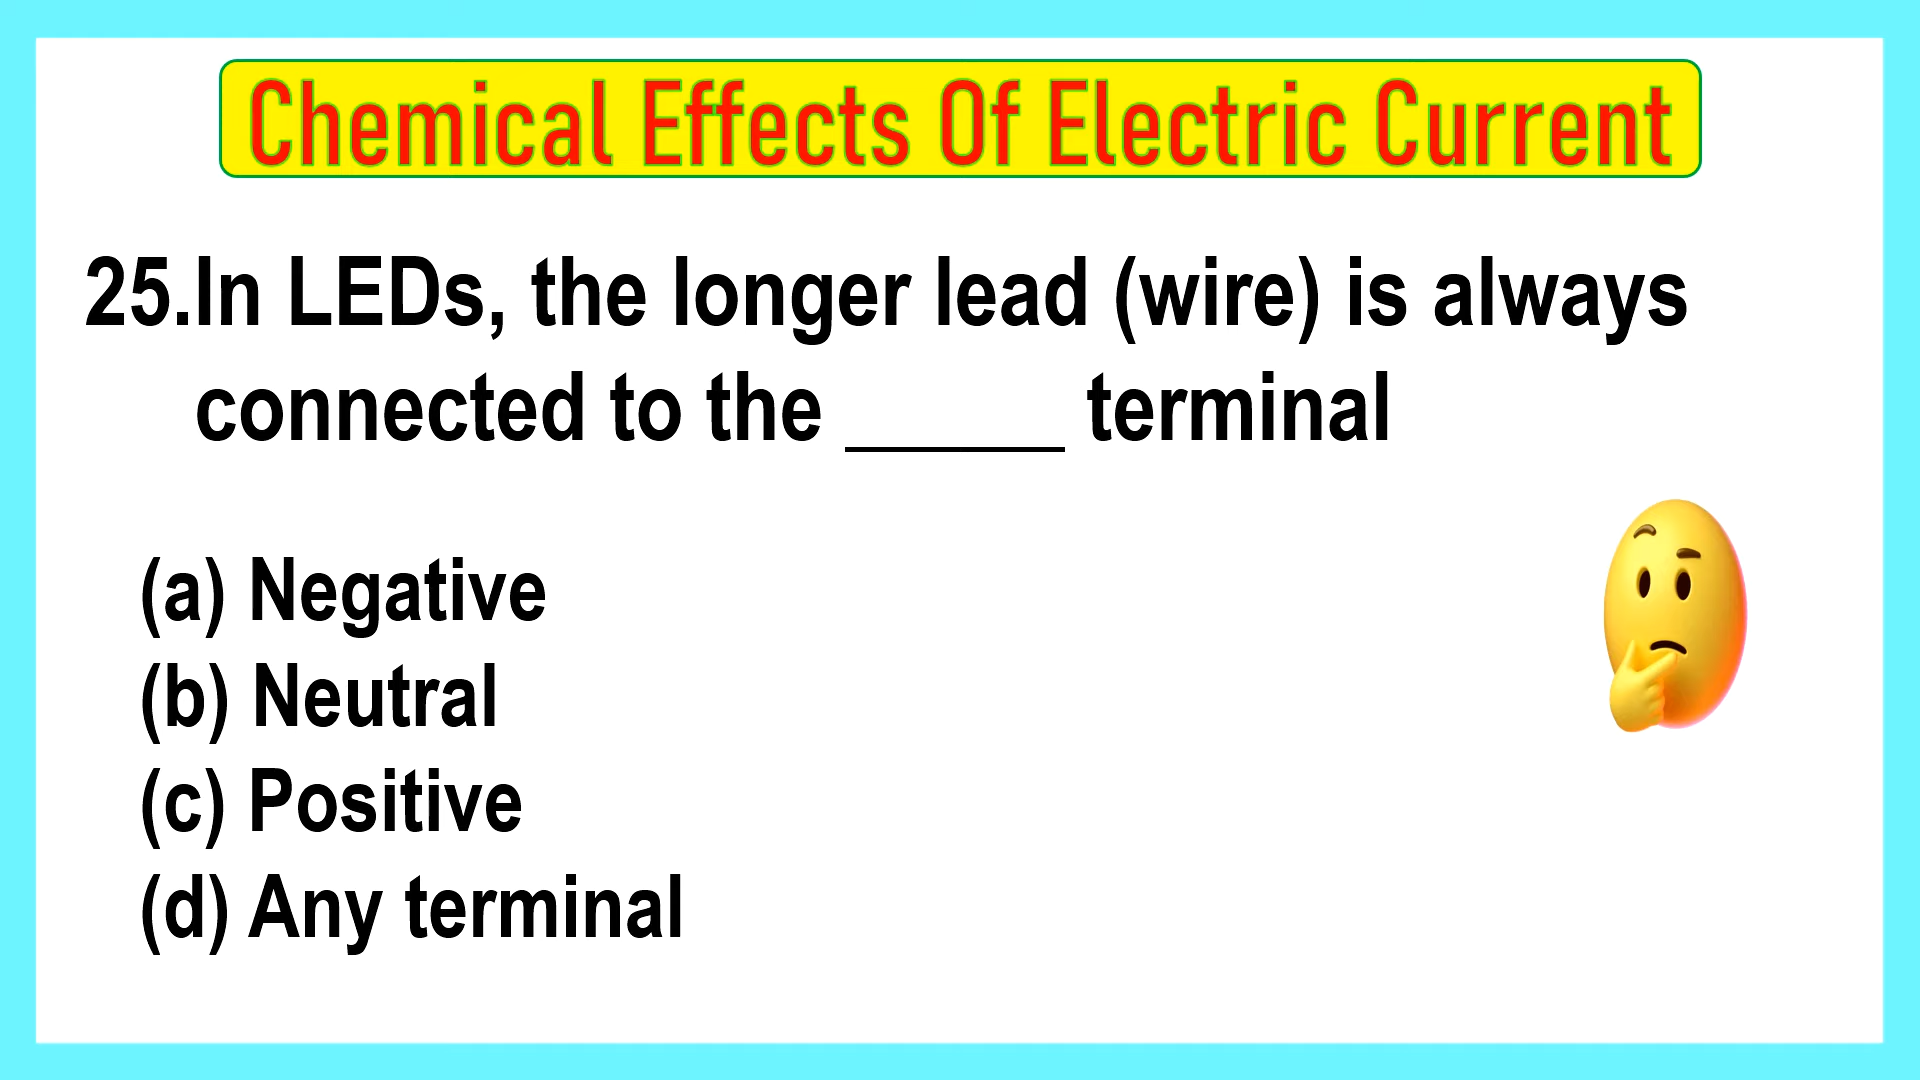 Chemical Effects Of Electric Current
25.In LEDs, the longer lead (wire) is always
connected to the ______ terminal
(a) Negative
(b) Neutral
(c) Positive
(d) Any terminal